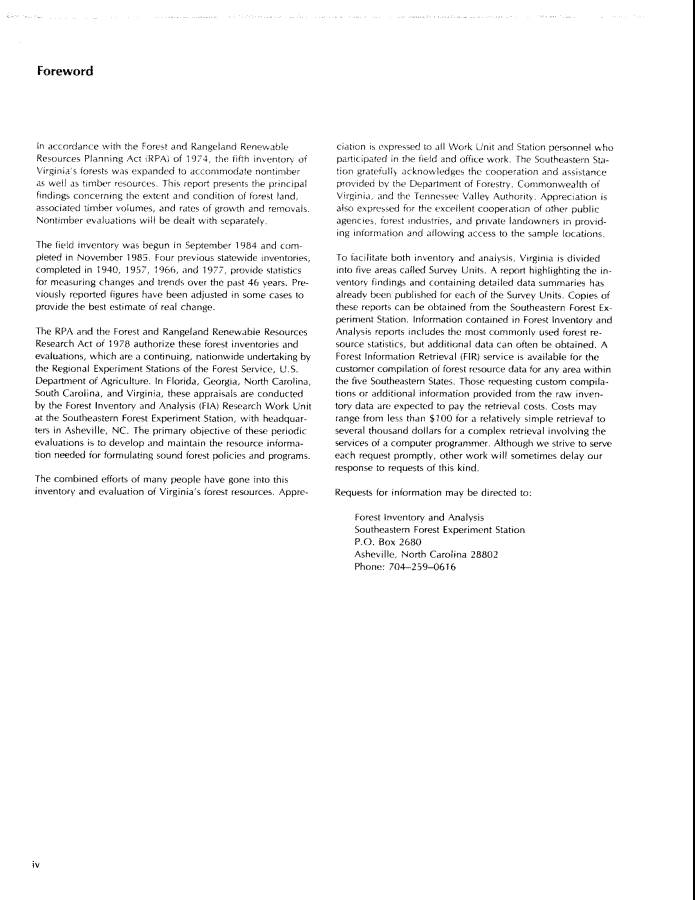 Foreword
In accordance with the Forest and Rangeland Renewable
Resources Planning Act (RPA) of 1974, the fifth inventory of
Virginia's forests was expanded to accommodate nontimber
as well as timber resources. This report presents the principal
findings concerning the extent and condition of forest land,
associated timber volumes, and rates of growth and removals.
Nontimber evaluations will be dealt with separately.
The field inventory was begun in September 1984 and com-
pleted in November 1985. Four previous statewide inventories,
completed in 1940, 1957, 1966, and 1977, provide statistics
for measuring changes and trends over the past 46 years. Pre-
viously reported figures have been adjusted in some cases to
provide the best estimate of real change.
The RPA and the Forest and Rangeland Renewable Resources
Research Act of 1978 authorize these forest inventories and
evaluations, which are a continuing, nationwide undertaking by
the Regional Experiment Stations of the Forest Service, U.S.
Department of Agriculture. In Florida, Georgia, North Carolina,
South Carolina, and Virginia, these appraisals are conducted
by the Forest Inventory and Analysis (FIA) Research Work Unit
at the Southeastern Forest Experiment Station, with headquar-
ters in Asheville, NC. The primary objective of these periodic
evaluations is to develop and maintain the resource informa-
tion needed for formulating sound forest policies and programs.
The combined efforts of many people have gone into this
inventory and evaluation of Virginia's forest resources. Appre-
ciation is expressed to all Work Unit and Station personnel who
participated in the field and office work. The Southeastern Sta-
tion gratefully acknowledges the cooperation and assistance
provided by the Department of Forestry, Commonwealth of
Virginia, and the Tennessee Valley Authority. Appreciation is
also expressed for the excellent cooperation of other public
agencies, forest industries, and private landowners in provid-
ing information and allowing access to the sample locations.
To facilitate both inventory and analysis, Virginia is divided
into five areas called Survey Units. A report highlighting the in-
ventory findings and containing detailed data summaries has
already been published for each of the Survey Units. Copies of
these reports can be obtained from the Southeastern Forest Ex-
periment Station. Information contained in Forest Inventory and
Analysis reports includes the most commonly used forest re-
source statistics, but additional data can often be obtained. A
Forest Information Retrieval (FIR) service is available for the
customer compilation of forest resource data for any area within
the five Southeastern States. Those requesting custom compila-
tions or additional information provided from the raw inven-
tory data are expected to pay the retrieval costs. Costs may
range from less than $100 for a relatively simple retrieval to
several thousand dollars for a complex retrieval involving the
services of a computer programmer. Although we strive to serve
each request promptly, other work will sometimes delay our
response to requests of this kind.
Requests for information may be directed to:
Forest Inventory and Analysis
Southeastern Forest Experiment Station
P.O. Box 2680
Asheville, North Carolina 28802
Phone: 704–259–0616
iv